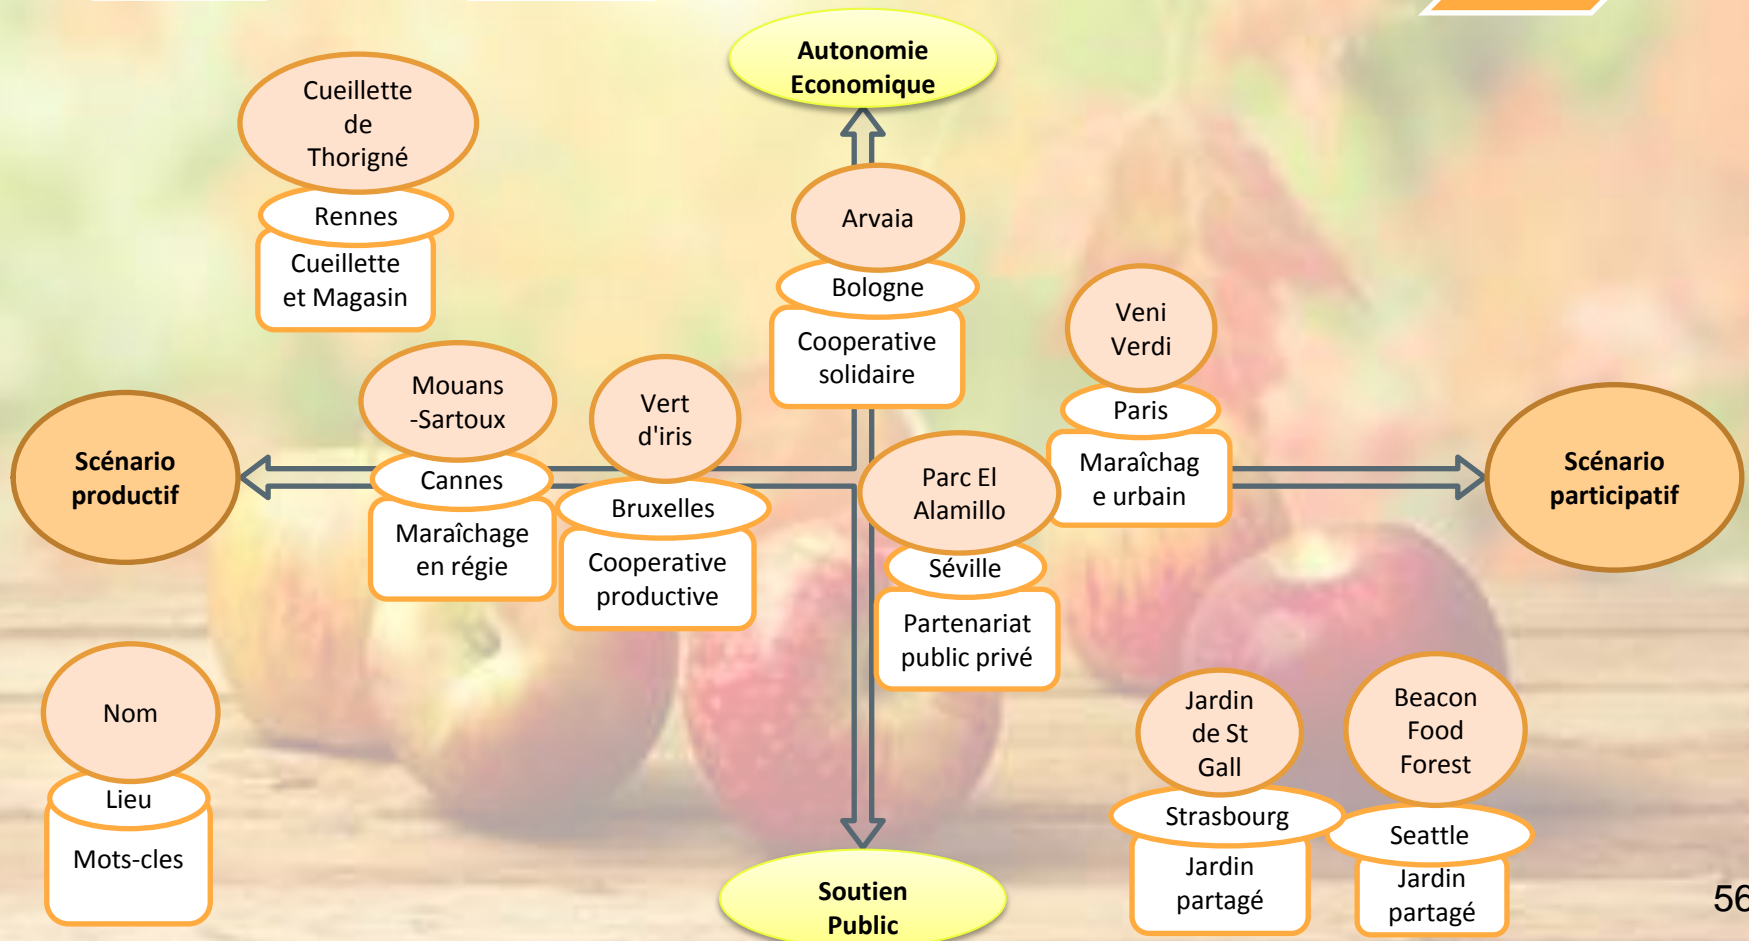 Autonomie
Economique
Cueillette
de
Thorigné
Rennes
Cueillette
et Magasin
Arvaia
Bologne
Cooperative
solidaire
Veni
Verdi
Paris
Maraîchag
e urbain
Mouans
-Sartoux
Cannes
Maraîchage
en régie
Vert
d'iris
Bruxelles
Cooperative
productive
Scénario
productif
Parc El
Alamillo
Séville
Partenariat
public privé
Scénario
participatif
Nom
Lieu
Mots-cles
Jardin
de St
Gall
Strasbourg
Jardin
partagé
Beacon
Food
Forest
Seattle
Jardin
partagé
Soutien
Public
56